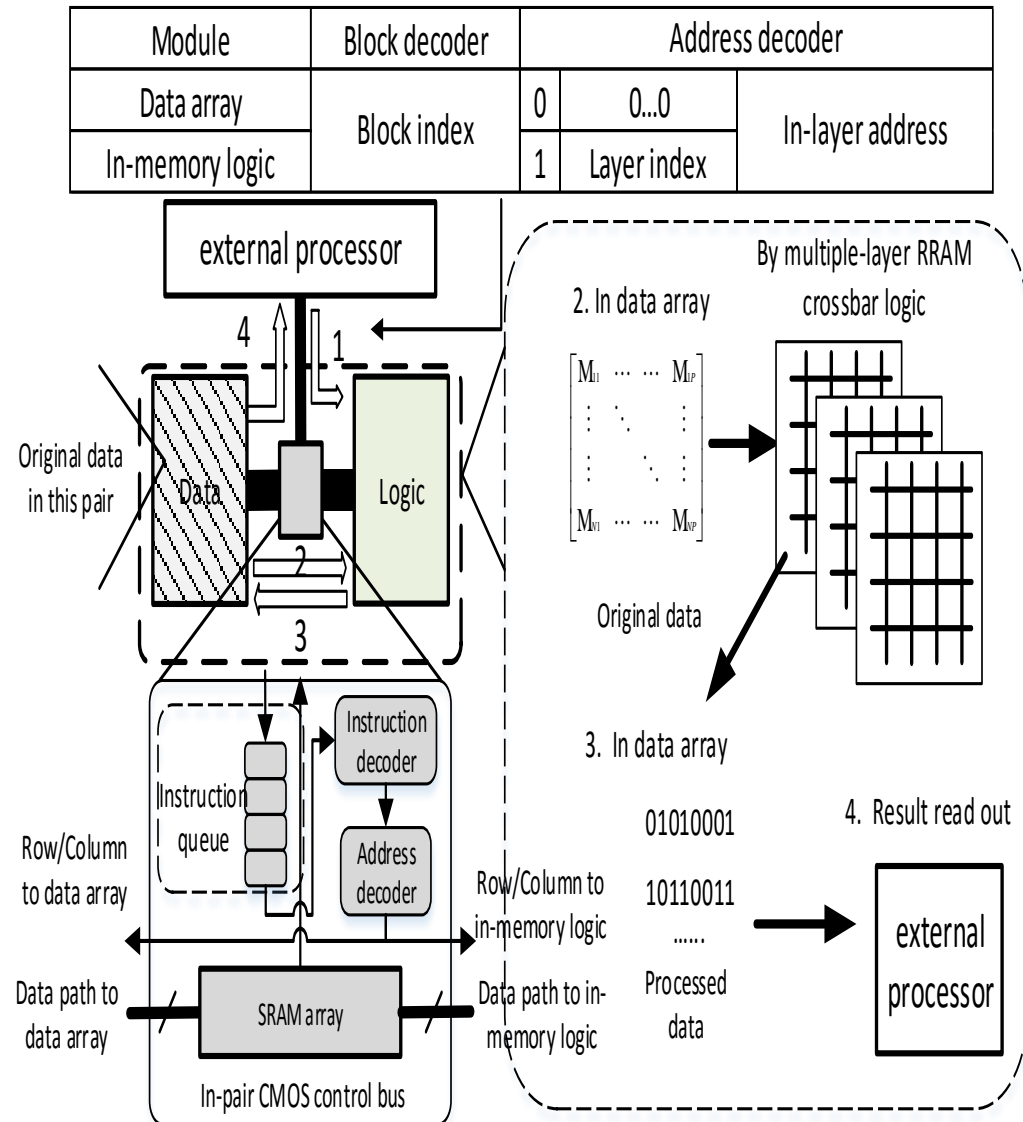 Module Block decoder Address decoder
Data array Block index 0 0...0 In-layer address
In-memory logic 1 Layer index
external processor
4
1
Original data
in this pair
Data
Logic
2
3
Instruction
queue
Instruction
decoder
Address
decoder
Row/Column
to data array
Row/Column to
in-memory logic
Data path to
data array
SRAM array
Data path to in-
memory logic
In-pair CMOS control bus
By multiple-layer RRAM
crossbar logic
2. In data array
M11 ... ... M1P
⋮ ⋱ ⋮
⋮ ⋱ ⋮
MN1 ... ... MNP
Original data
3. In data array
01010001
10110011
......
Processed
data
4. Result read out
external
processor